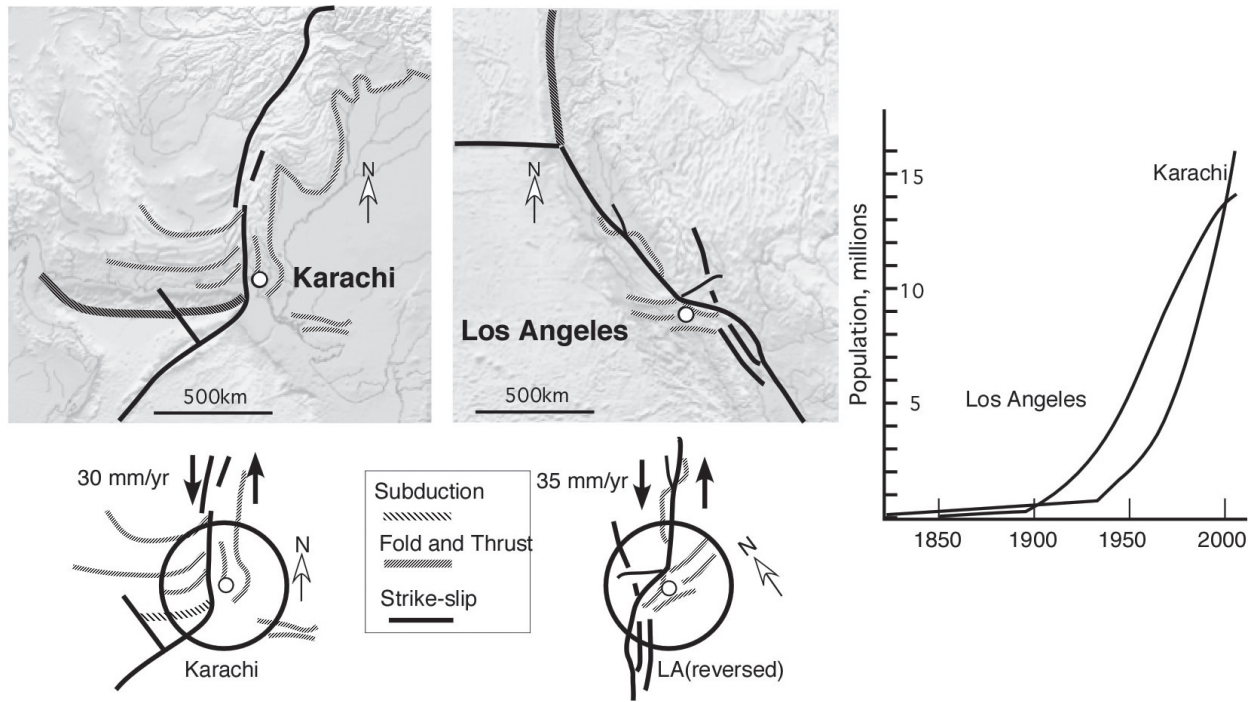 N
Karachi
500km
N
Los Angeles
500km
Population, millions
15
10
5
Karachi
Los Angeles
1850
1900
1950
2000
30 mm/yr
N
Karachi
Subduction
Fold and Thrust
Strike-slip
35 mm/yr
N
LA(reversed)